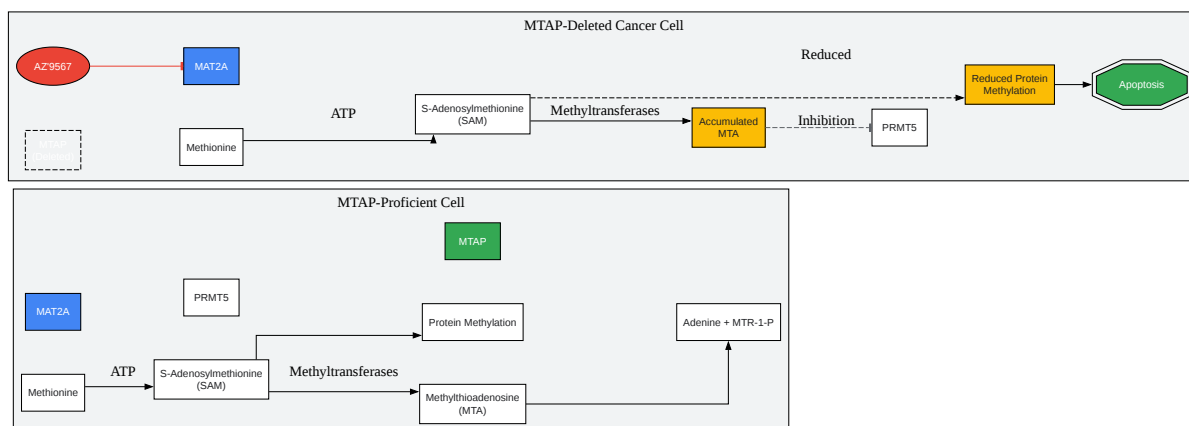 MTAP-Deleted Cancer Cell
AZ'9567
MAT2A
Reduced
Reduced Protein
Methylation
Apoptosis
MTAP
(Deleted)
ATP
Methionine
S-Adenosylmethionine
(SAM)
Methyltransferases
Accumulated
MTA
Inhibition
PRMT5
MTAP-Proficient Cell
MTAP
MAT2A
PRMT5
Protein Methylation
Adenine + MTR-1-P
ATP
Methionine
S-Adenosylmethionine
(SAM)
Methyltransferases
Methylthioadenosine
(MTA)